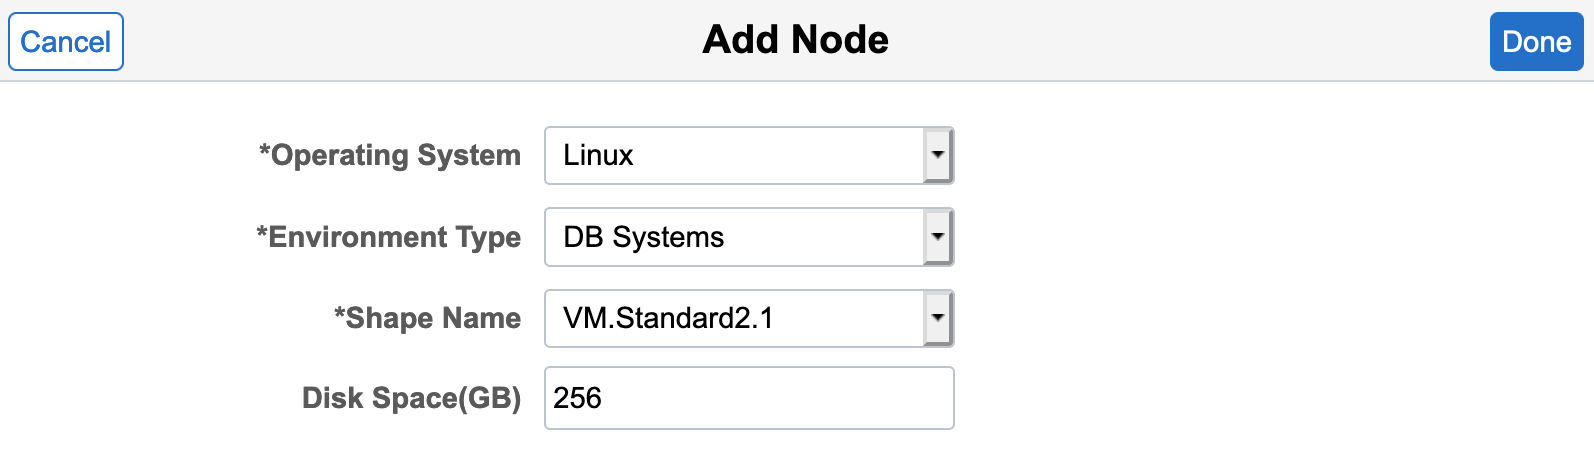 Cancel Add Node Done
*Operating System Linux
*Environment Type DB Systems
*Shape Name VM.Standard2.1
Disk Space(GB) 256